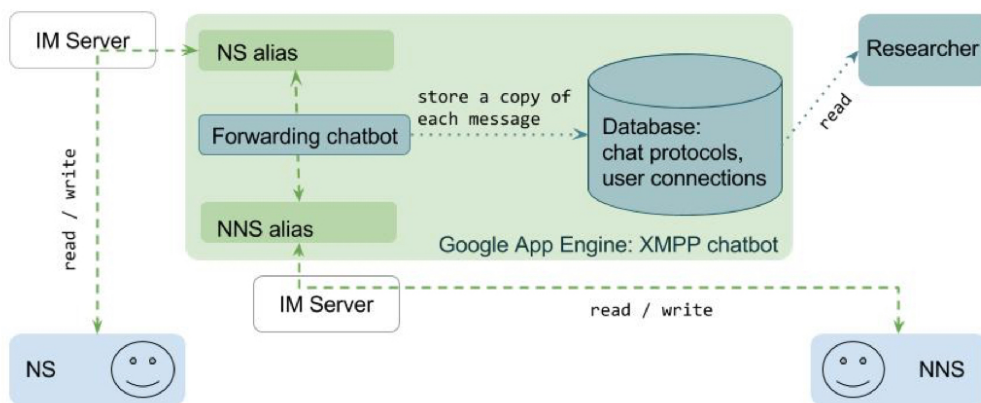 IM Server
NS alias
Researcher
store a copy of
each message
Forwarding chatbot
Database:
chat protocols,
user connections
read
read / write
NNS alias
Google App Engine: XMPP chatbot
IM Server
read / write
NS
NNS